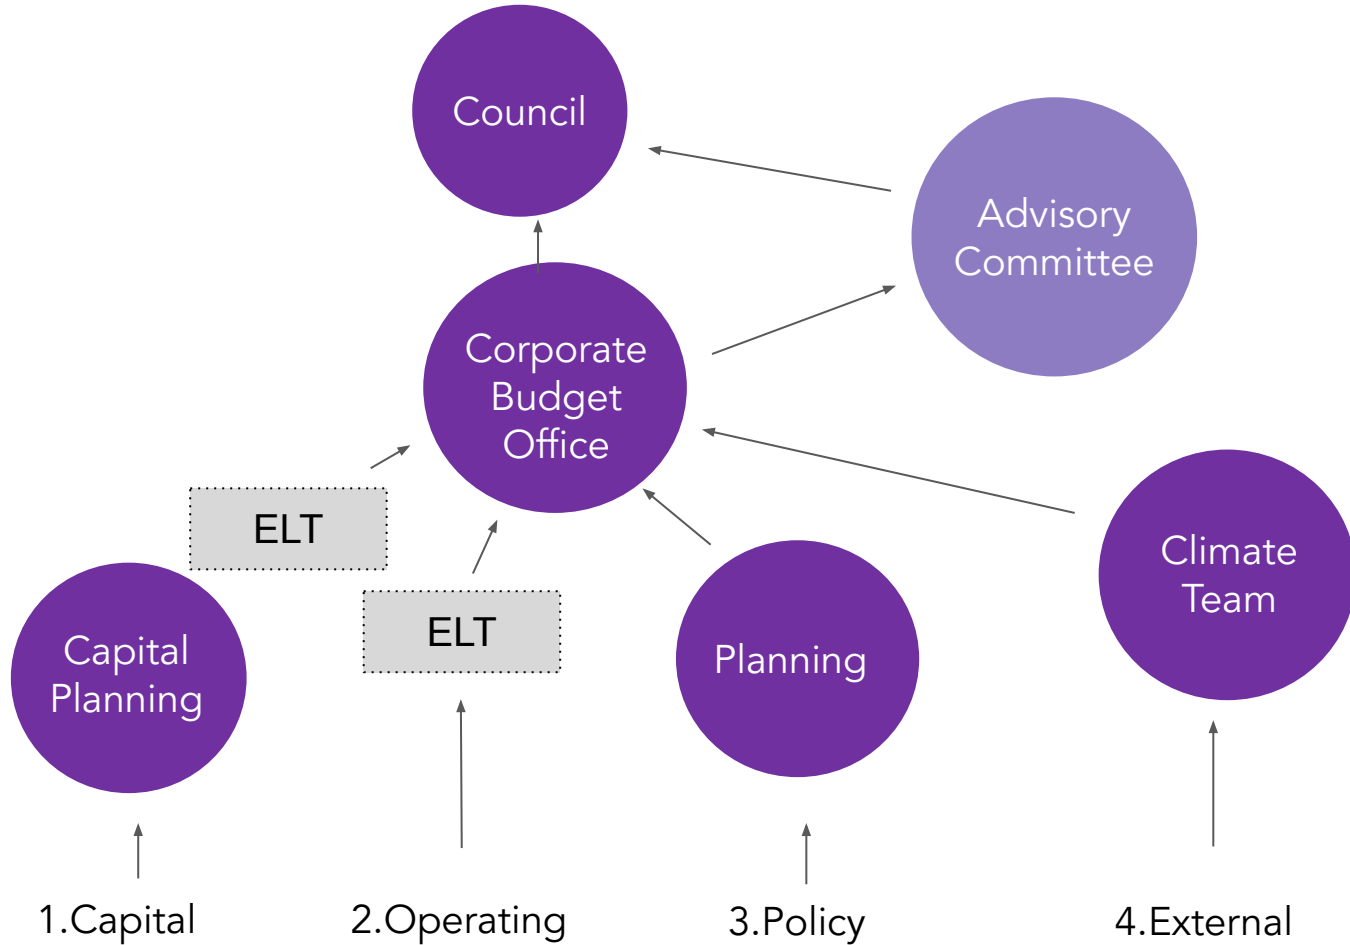 Council
Advisory
Committee
Corporate
Budget
Office
ELT
ELT
Climate
Team
Capital
Planning
Planning
1.Capital
2.Operating
3.Policy
4.External